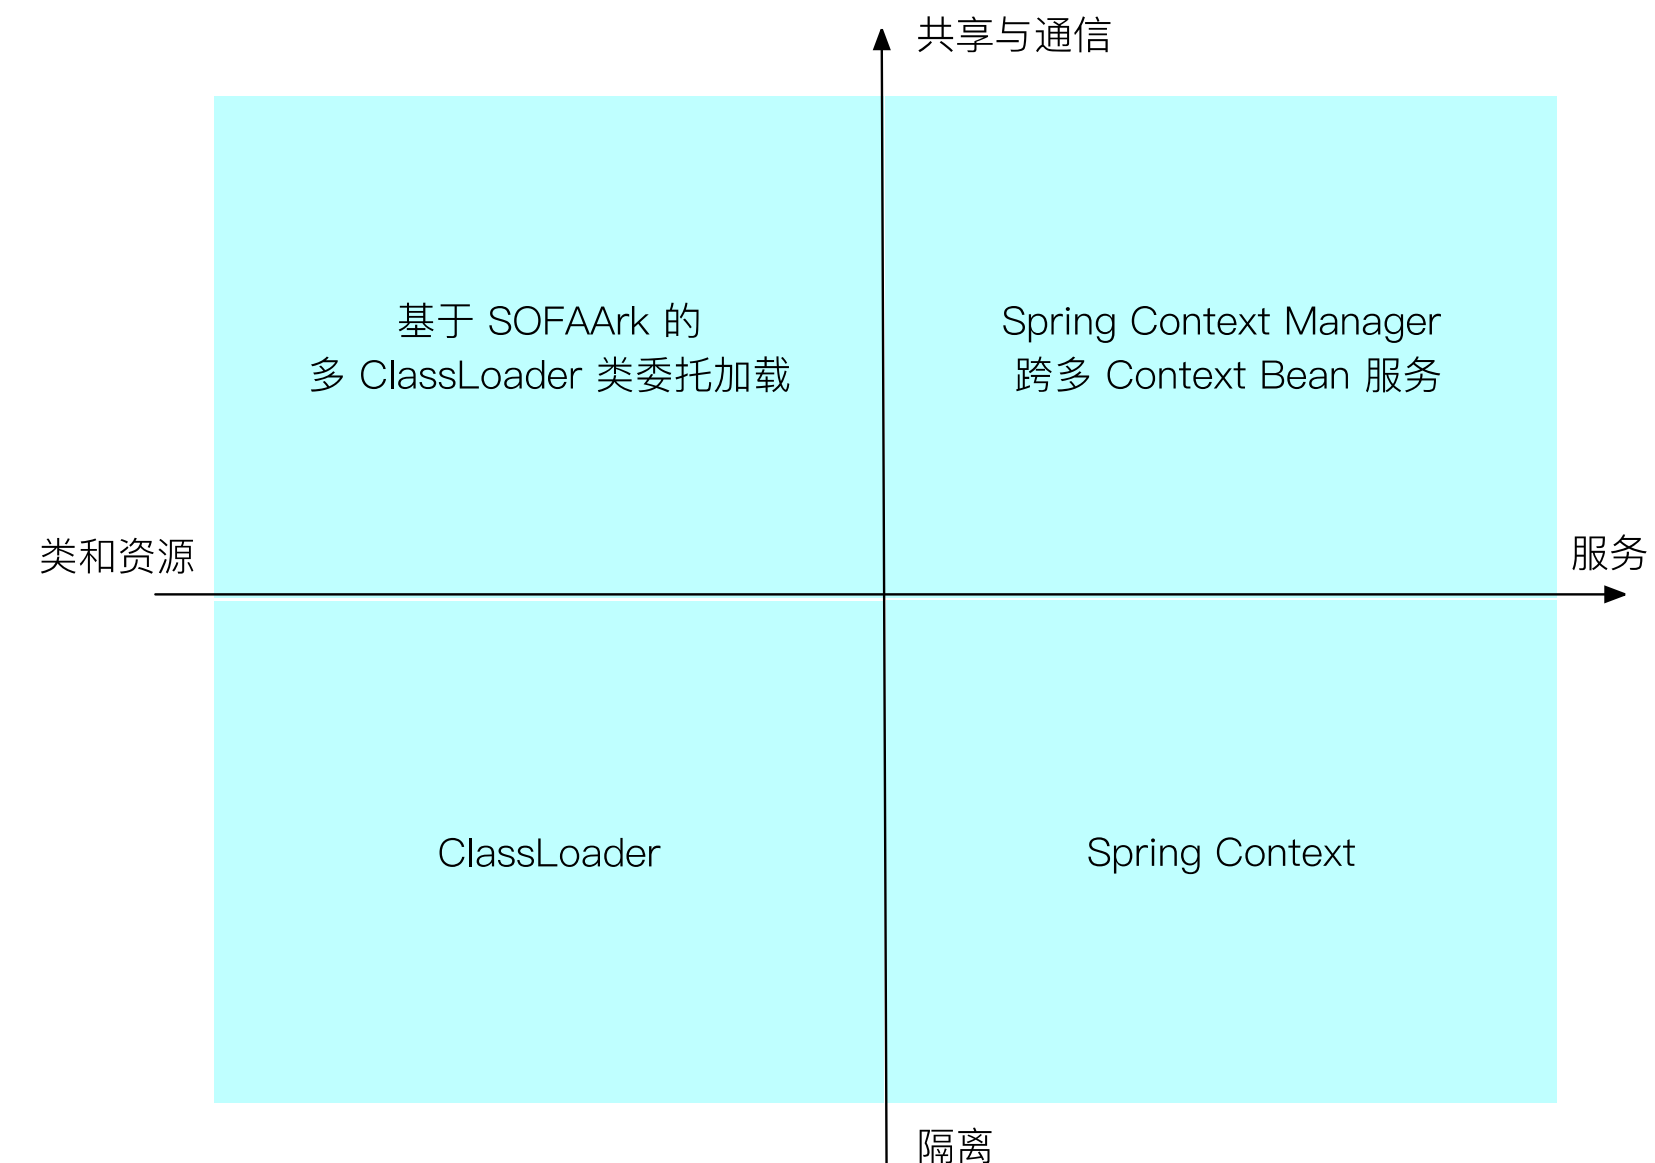 共享与通信
基于 SOFAArk 的
多 ClassLoader 类委托加载
Spring Context Manager
跨多 Context Bean 服务
类和资源
服务
ClassLoader
Spring Context
隔离